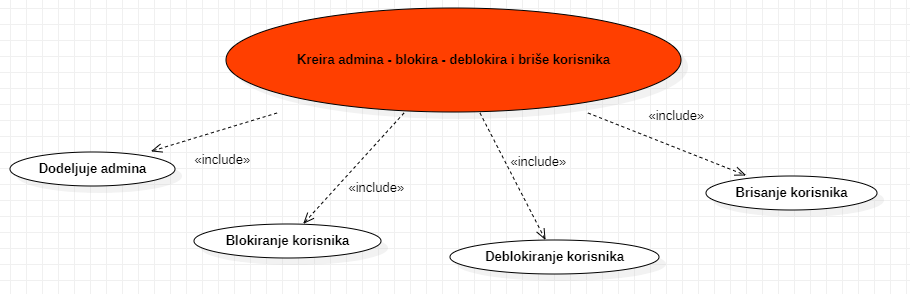 Kreira admina - blokira - deblokira i briše korisnika
«include»
«include»
«include»
«include»
Dodeljuje admina
Brisanje korisnika
Blokiranje korisnika
Deblokiranje korisnika